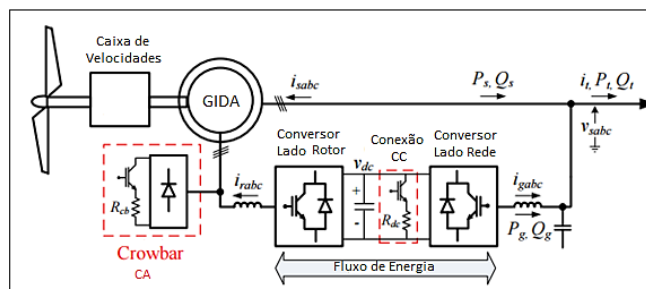 Caixa de
Velocidades
GIDA
i_sabc
P_s, Q_s
i_t, P_t, Q_t
v_sabc
Conversor
Lado Rotor
Conexão
CC
Conversor
Lado Rede
v_dc
i_rabc
i_gabc
+
-
R_cb
R_dc
P_g, Q_g
Crowbar
CA
Fluxo de Energia